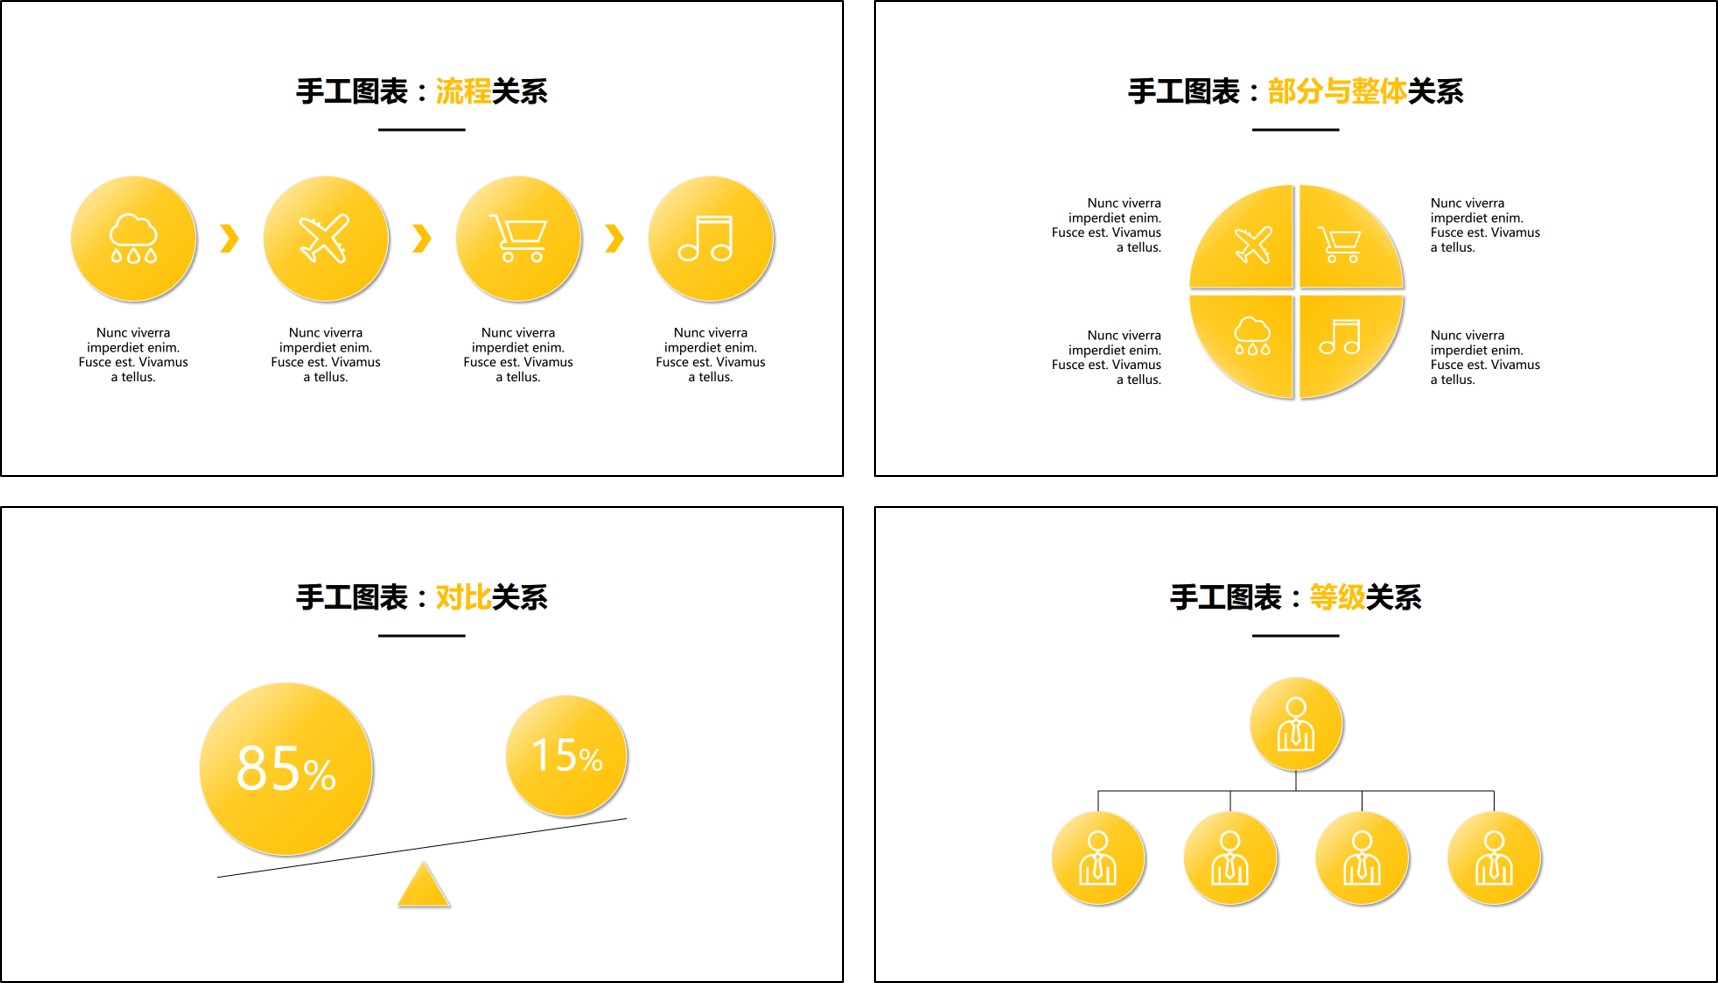 手工图表：流程关系
Nunc viverra
imperdiet enim.
Fusce est. Vivamus
a tellus.
Nunc viverra
imperdiet enim.
Fusce est. Vivamus
a tellus.
Nunc viverra
imperdiet enim.
Fusce est. Vivamus
a tellus.
Nunc viverra
imperdiet enim.
Fusce est. Vivamus
a tellus.
手工图表：部分与整体关系
Nunc viverra
imperdiet enim.
Fusce est. Vivamus
a tellus.
Nunc viverra
imperdiet enim.
Fusce est. Vivamus
a tellus.
Nunc viverra
imperdiet enim.
Fusce est. Vivamus
a tellus.
Nunc viverra
imperdiet enim.
Fusce est. Vivamus
a tellus.
手工图表：对比关系
85%
15%
手工图表：等级关系